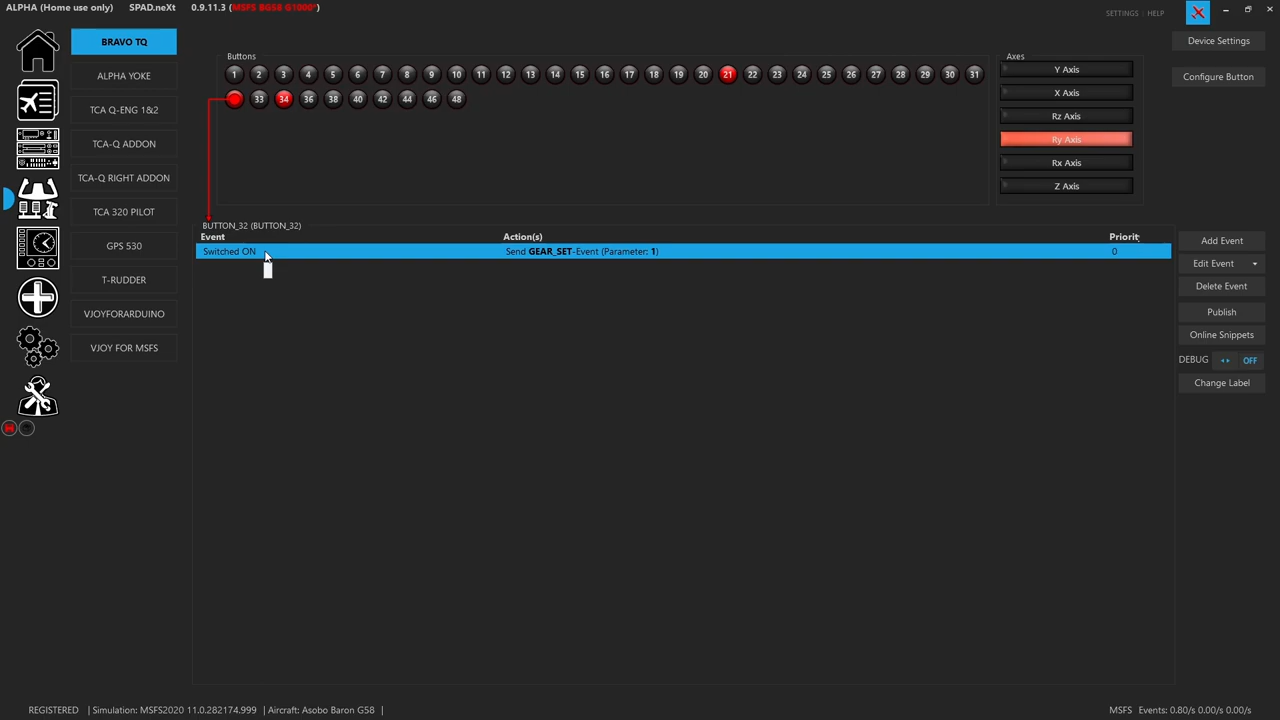 ALPHA (Home use only) SPAD.neXt 0.9.11.3 (MSFS BG58 G1000*)
SETTINGS | HELP
BRAVO TQ
ALPHA YOKE
TCA Q-ENG 1&2
TCA-Q ADDON
TCA-Q RIGHT ADDON
TCA 320 PILOT
GPS 530
T-RUDDER
VJOYFORARDUINO
VJOY FOR MSFS
Buttons
1 2 3 4 5 6 7 8 9 10 11 12 13 14 15 16 17 18 19 20 21 22 23 24 25 26 27 28 29 30 31
33 34 36 38 40 42 44 46 48
Axes
Y Axis
X Axis
Rz Axis
Ry Axis
Rx Axis
Z Axis
Device Settings
Configure Button
BUTTON_32 (BUTTON_32)
Event Action(s) Priorit
Switched ON Send GEAR_SET-Event (Parameter: 1) 0
Add Event
Edit Event
Delete Event
Publish
Online Snippets
DEBUG OFF
Change Label
REGISTERED | Simulation: MSFS2020 11.0.282174.999 | Aircraft: Asobo Baron G58 | MSFS Events: 0.80/s 0.00/s 0.00/s